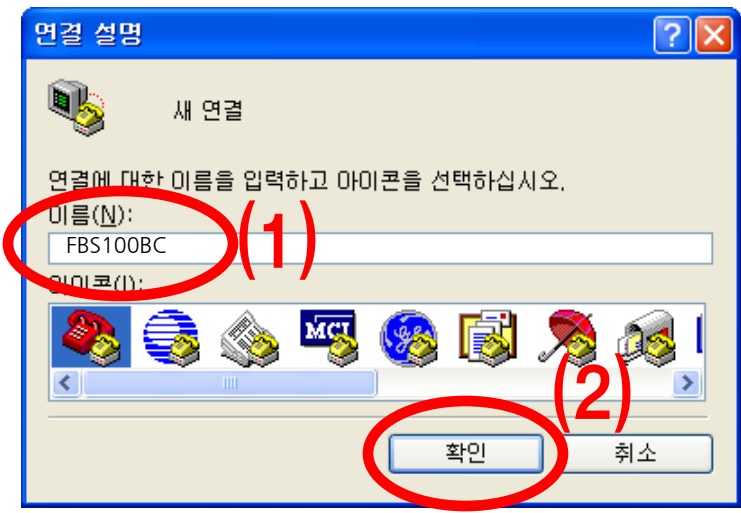 연결 설명
새 연결
연결에 대한 이름을 입력하고 아이콘을 선택하십시오.
이름(N):
FBS100BC
(1)
아이콘(I):
MCI
(2)
확인
취소